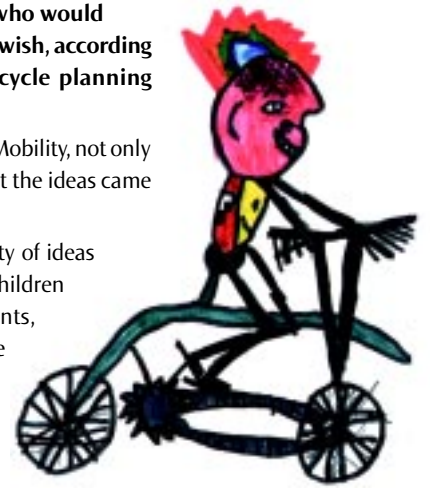 who would
wish, according
cycle planning
Mobility, not only
t the ideas came
ty of ideas
hildren
nts,
e